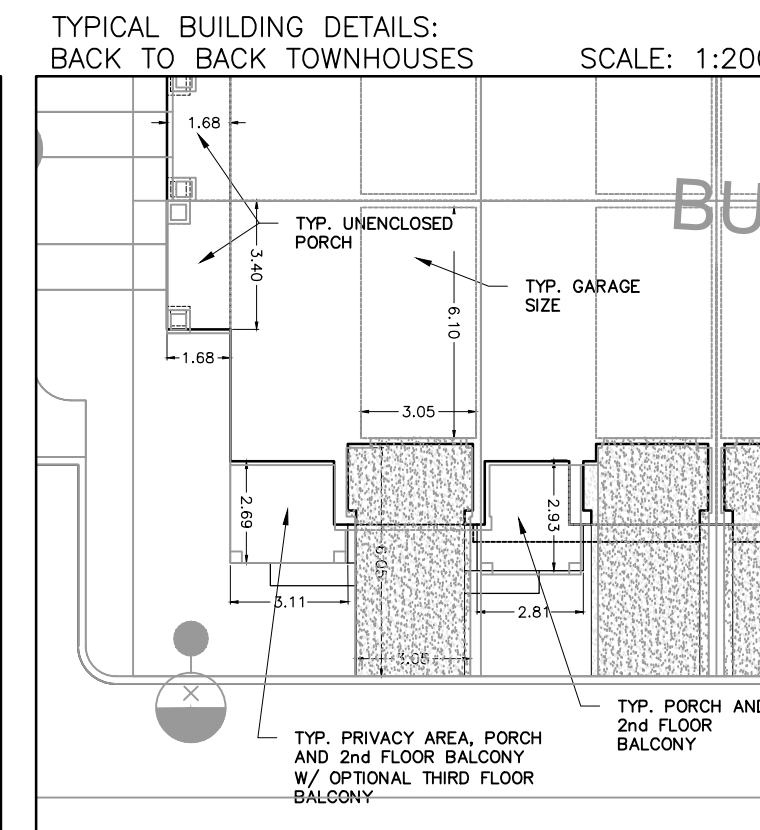 TYPICAL BUILDING DETAILS:
BACK TO BACK TOWNHOUSES SCALE: 1:200
1.68
BU
TYP. UNENCLOSED
PORCH
3.40
TYP. GARAGE
SIZE
6.10
1.68
3.05
2.69
2.93
6.05
3.11
2.81
3.05
TYP. PORCH AND
2nd FLOOR
BALCONY
TYP. PRIVACY AREA, PORCH
AND 2nd FLOOR BALCONY
W/ OPTIONAL THIRD FLOOR
BALCONY